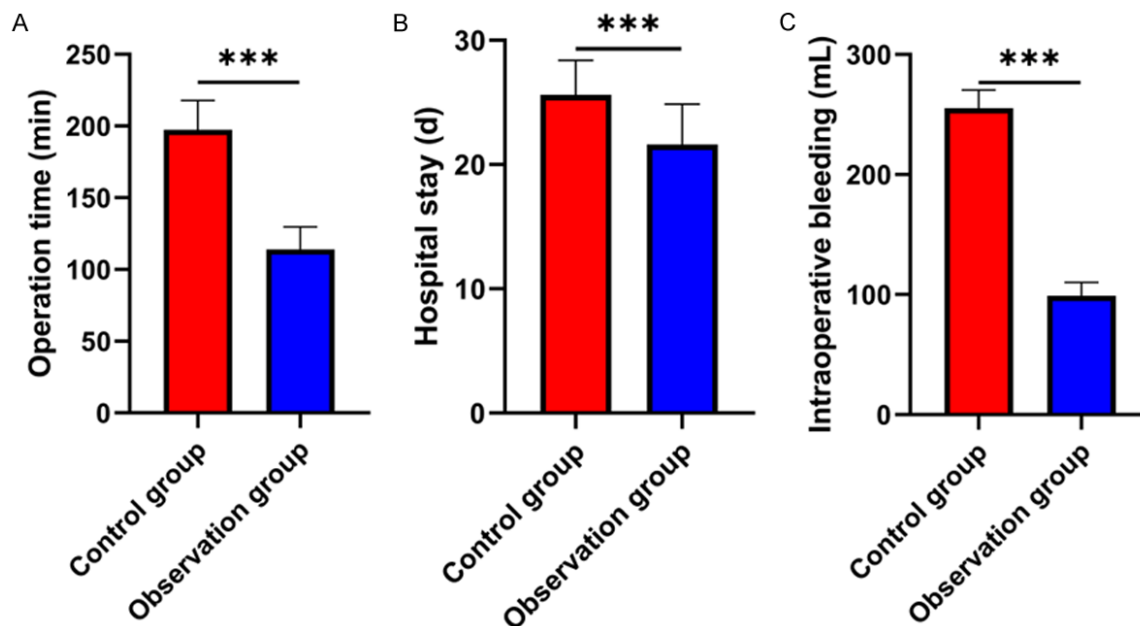 A
Operation time (min)
250
200
150
100
50
0
***
Control group
Observation group
B
Hospital stay (d)
30
20
10
0
***
Control group
Observation group
C
Intraoperative bleeding (mL)
300
200
100
0
***
Control group
Observation group